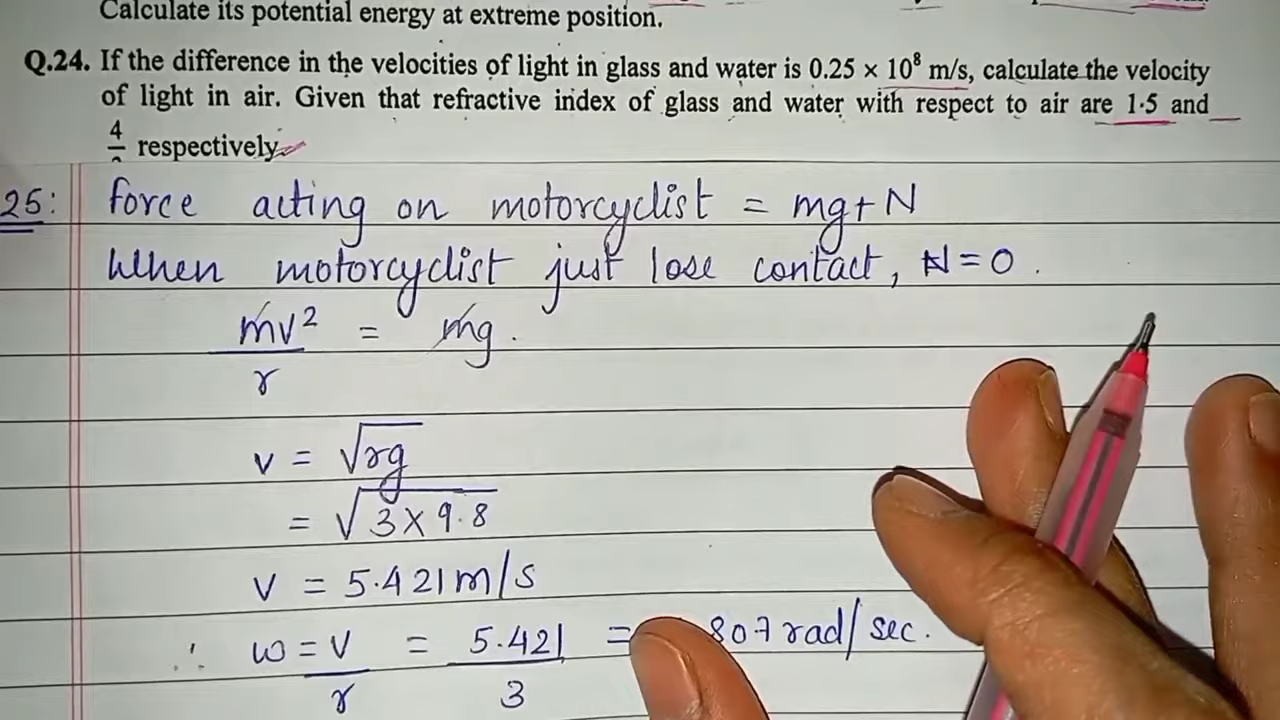 Calculate its potential energy at extreme position.
Q.24. If the difference in the velocities of light in glass and water is 0.25 × 10⁸ m/s, calculate the velocity
of light in air. Given that refractive index of glass and water with respect to air are 1·5 and
4
respectively.
25: force acting on motorcyclist = mg + N
When motorcyclist just lose contact, N = 0.
mv² = mg.
r
v = √rg
= √3 × 9.8
v = 5.421 m/s
∴ ω = v = 5.421 = 807 rad/sec.
r 3